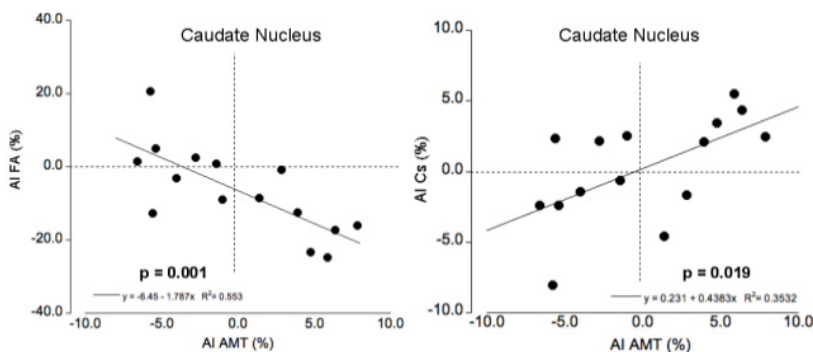 Caudate Nucleus
40.0
20.0
0.0
-20.0
-40.0
AI FA (%)
p = 0.001
y = -6.45 - 1.787x R²= 0.553
-10.0 -5.0 0.0 5.0 10.0
AI AMT (%)
Caudate Nucleus
10.0
5.0
0.0
-5.0
-10.0
AI Cs (%)
p = 0.019
y = 0.231 + 0.4383x R²= 0.3532
-10.0 -5.0 0.0 5.0 10.0
AI AMT (%)